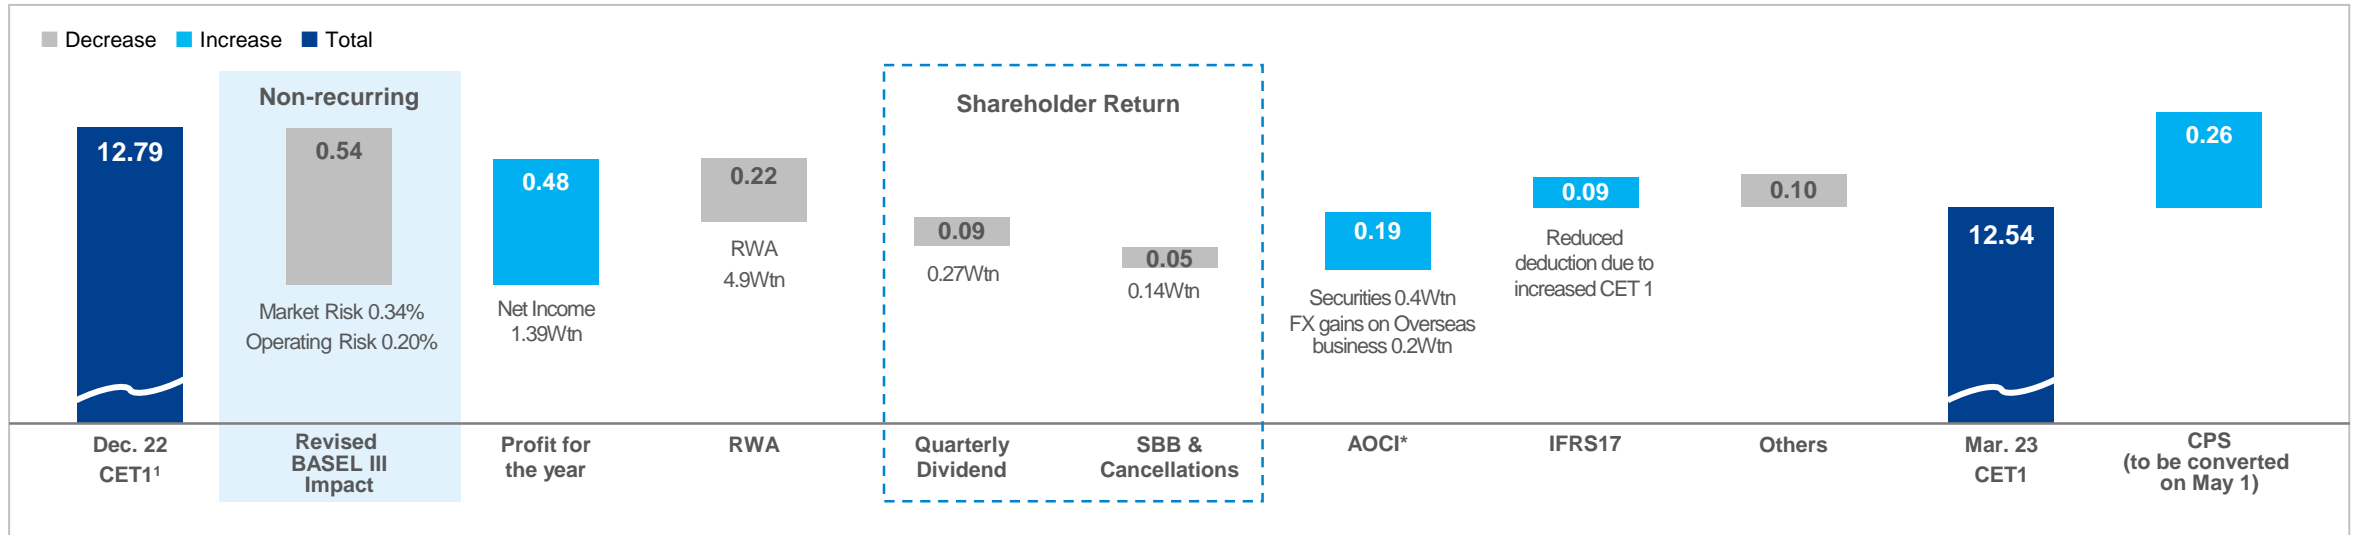 Decrease Increase Total
Non-recurring
Shareholder Return
12.79
0.54
0.48
0.22
0.09
0.05
0.19
0.09
0.10
12.54
0.26
Market Risk 0.34%
Operating Risk 0.20%
Net Income
1.39Wtn
RWA
4.9Wtn
0.27Wtn
0.14Wtn
Securities 0.4Wtn
FX gains on Overseas
business 0.2Wtn
Reduced
deduction due to
increased CET 1
Dec. 22
CET1¹
Revised
BASEL III
Impact
Profit for
the year
RWA
Quarterly
Dividend
SBB &
Cancellations
AOCI*
IFRS17
Others
Mar. 23
CET1
CPS
(to be converted
on May 1)